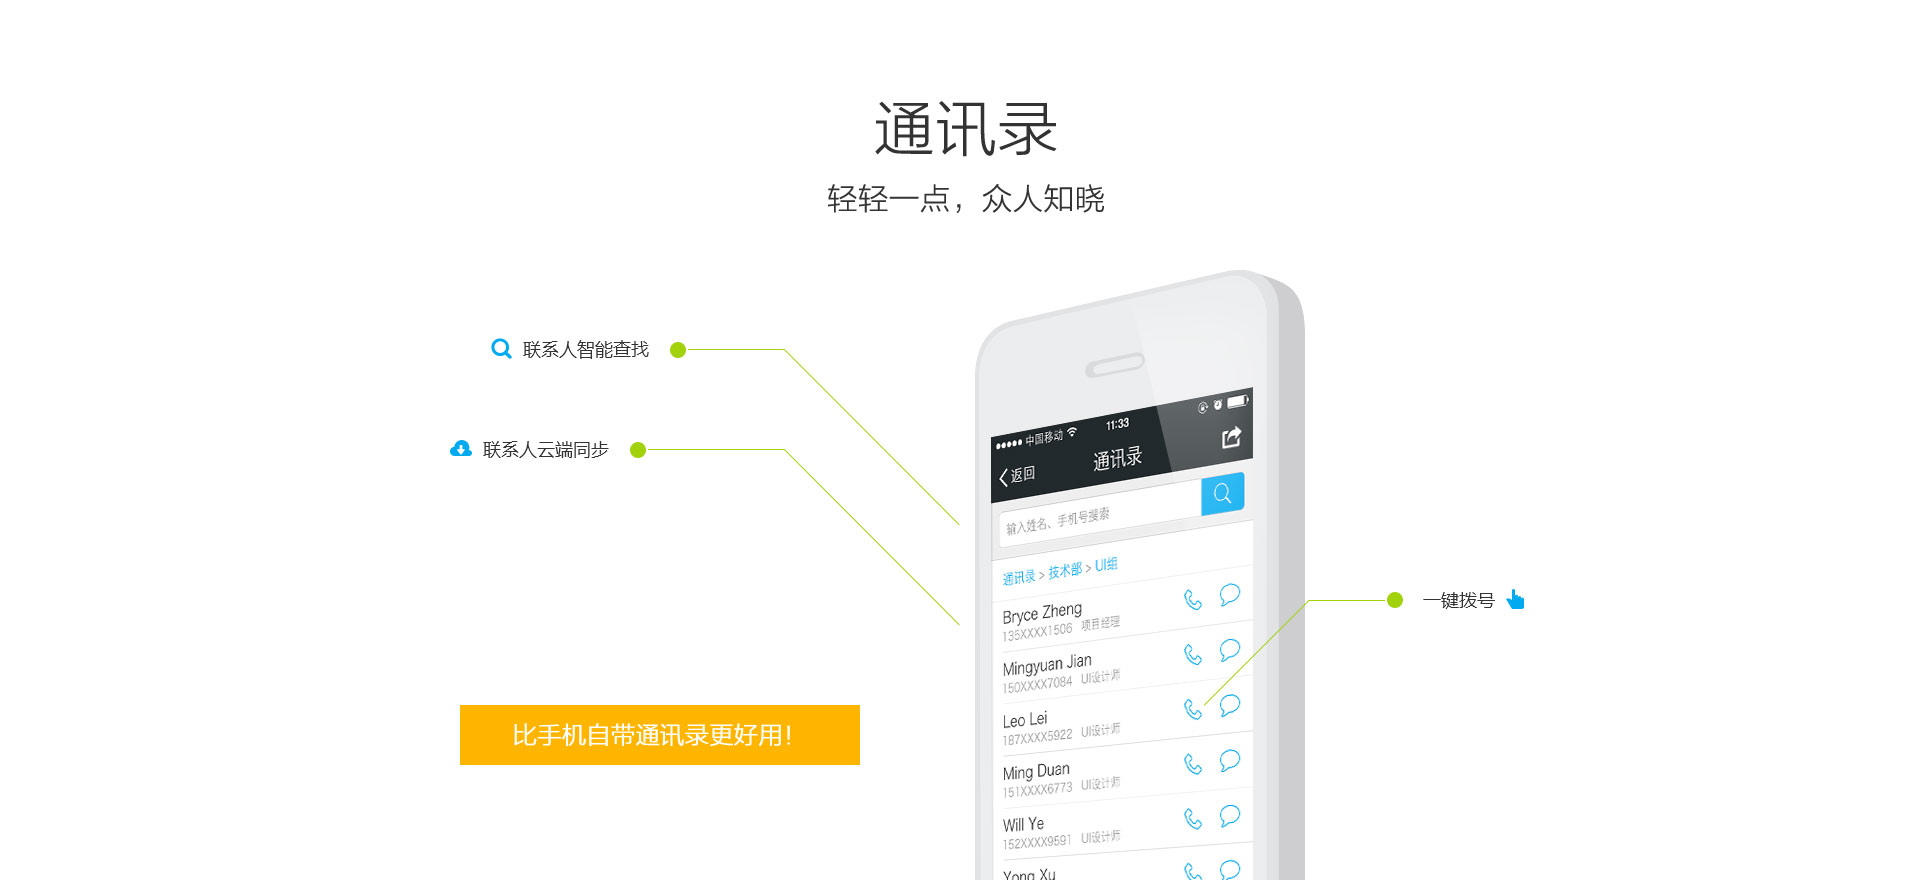 通讯录
轻轻一点，众人知晓
联系人智能查找
联系人云端同步
比手机自带通讯录更好用！
中国移动 11:33
返回 通讯录
输入姓名、手机号搜索
通讯录 > 技术部 > UI组
Bryce Zheng
135XXXX1506 项目经理
Mingyuan Jian
150XXXX7084 UI设计师
Leo Lei
187XXXX5922 UI设计师
Ming Duan
151XXXX6773 UI设计师
Will Ye
152XXXX9591 UI设计师
Yong Xu
一键拨号